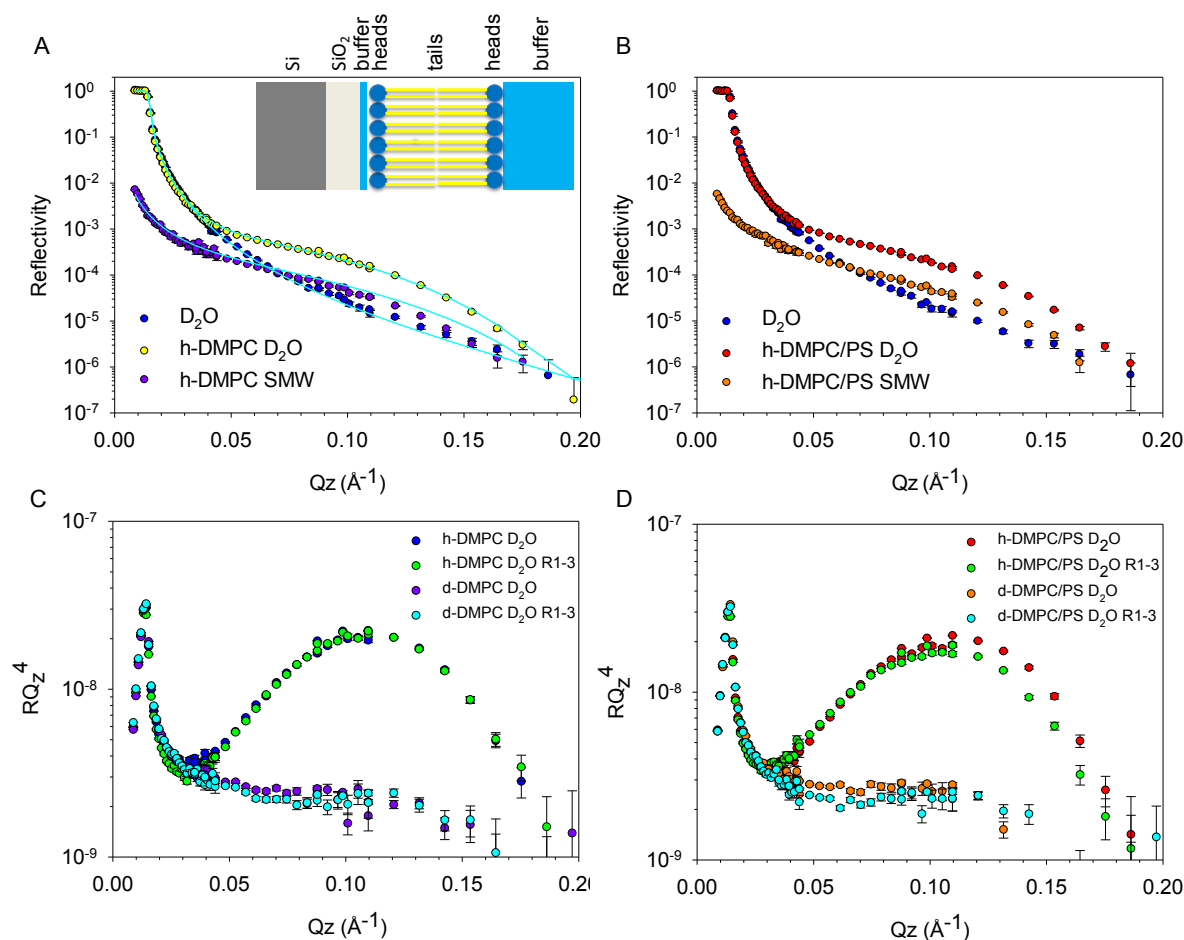 A
Si
SiO2
buffer
heads
tails
heads
buffer
10^0
10^-1
10^-2
10^-3
10^-4
10^-5
10^-6
10^-7
Reflectivity
D2O
h-DMPC D2O
h-DMPC SMW
0.00 0.05 0.10 0.15 0.20
Qz (Å^-1)
B
10^0
10^-1
10^-2
10^-3
10^-4
10^-5
10^-6
10^-7
Reflectivity
D2O
h-DMPC/PS D2O
h-DMPC/PS SMW
0.00 0.05 0.10 0.15 0.20
Qz (Å^-1)
C
10^-7
10^-8
10^-9
RQz^4
h-DMPC D2O
h-DMPC D2O R1-3
d-DMPC D2O
d-DMPC D2O R1-3
0.00 0.05 0.10 0.15 0.20
Qz (Å^-1)
D
10^-7
10^-8
10^-9
RQz^4
h-DMPC/PS D2O
h-DMPC/PS D2O R1-3
d-DMPC/PS D2O
d-DMPC/PS D2O R1-3
0.00 0.05 0.10 0.15 0.20
Qz (Å^-1)